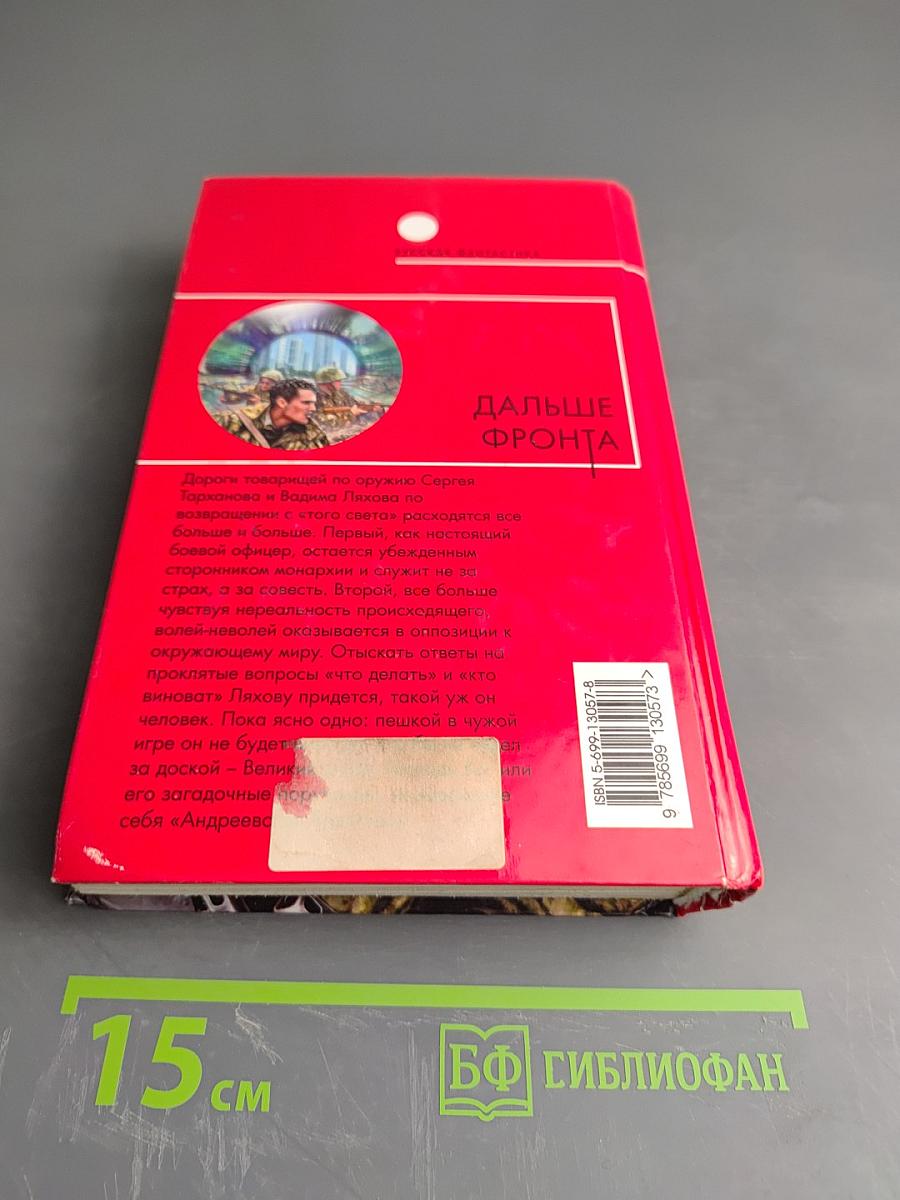 РУССКАЯ ФАНТАСТИКА
ДАЛЬШЕ
ФРОНТА
Дороги товарищей по оружию Сергея
Тарханова и Вадима Ляхова по
возвращении с «того света» расходятся все
больше и больше. Первый, как настоящий
боевой офицер, остается убежденным
сторонником монархии и служит не за
страх, а за совесть. Второй, все больше
чувствуя нереальность происходящего,
волей-неволей оказывается в оппозиции к
окружающему миру. Отыскать ответы на
проклятые вопросы «что делать» и «кто
виноват» Ляхову придется, такой уж он
человек. Пока ясно одно: пешкой в чужой
игре он не будет
за доской –
или
его загадочные
себя
ISBN 5-699-13057-8
9 785699 130573 >
15 см
БФ СИБЛИОФАН